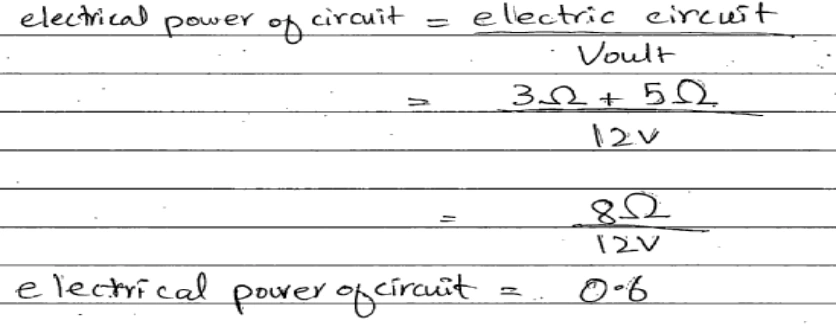 electrical power of circuit = electric circuit
Voult
= 3Ω + 5Ω
12V
= 8Ω
12V
electrical power of circuit = 0.6